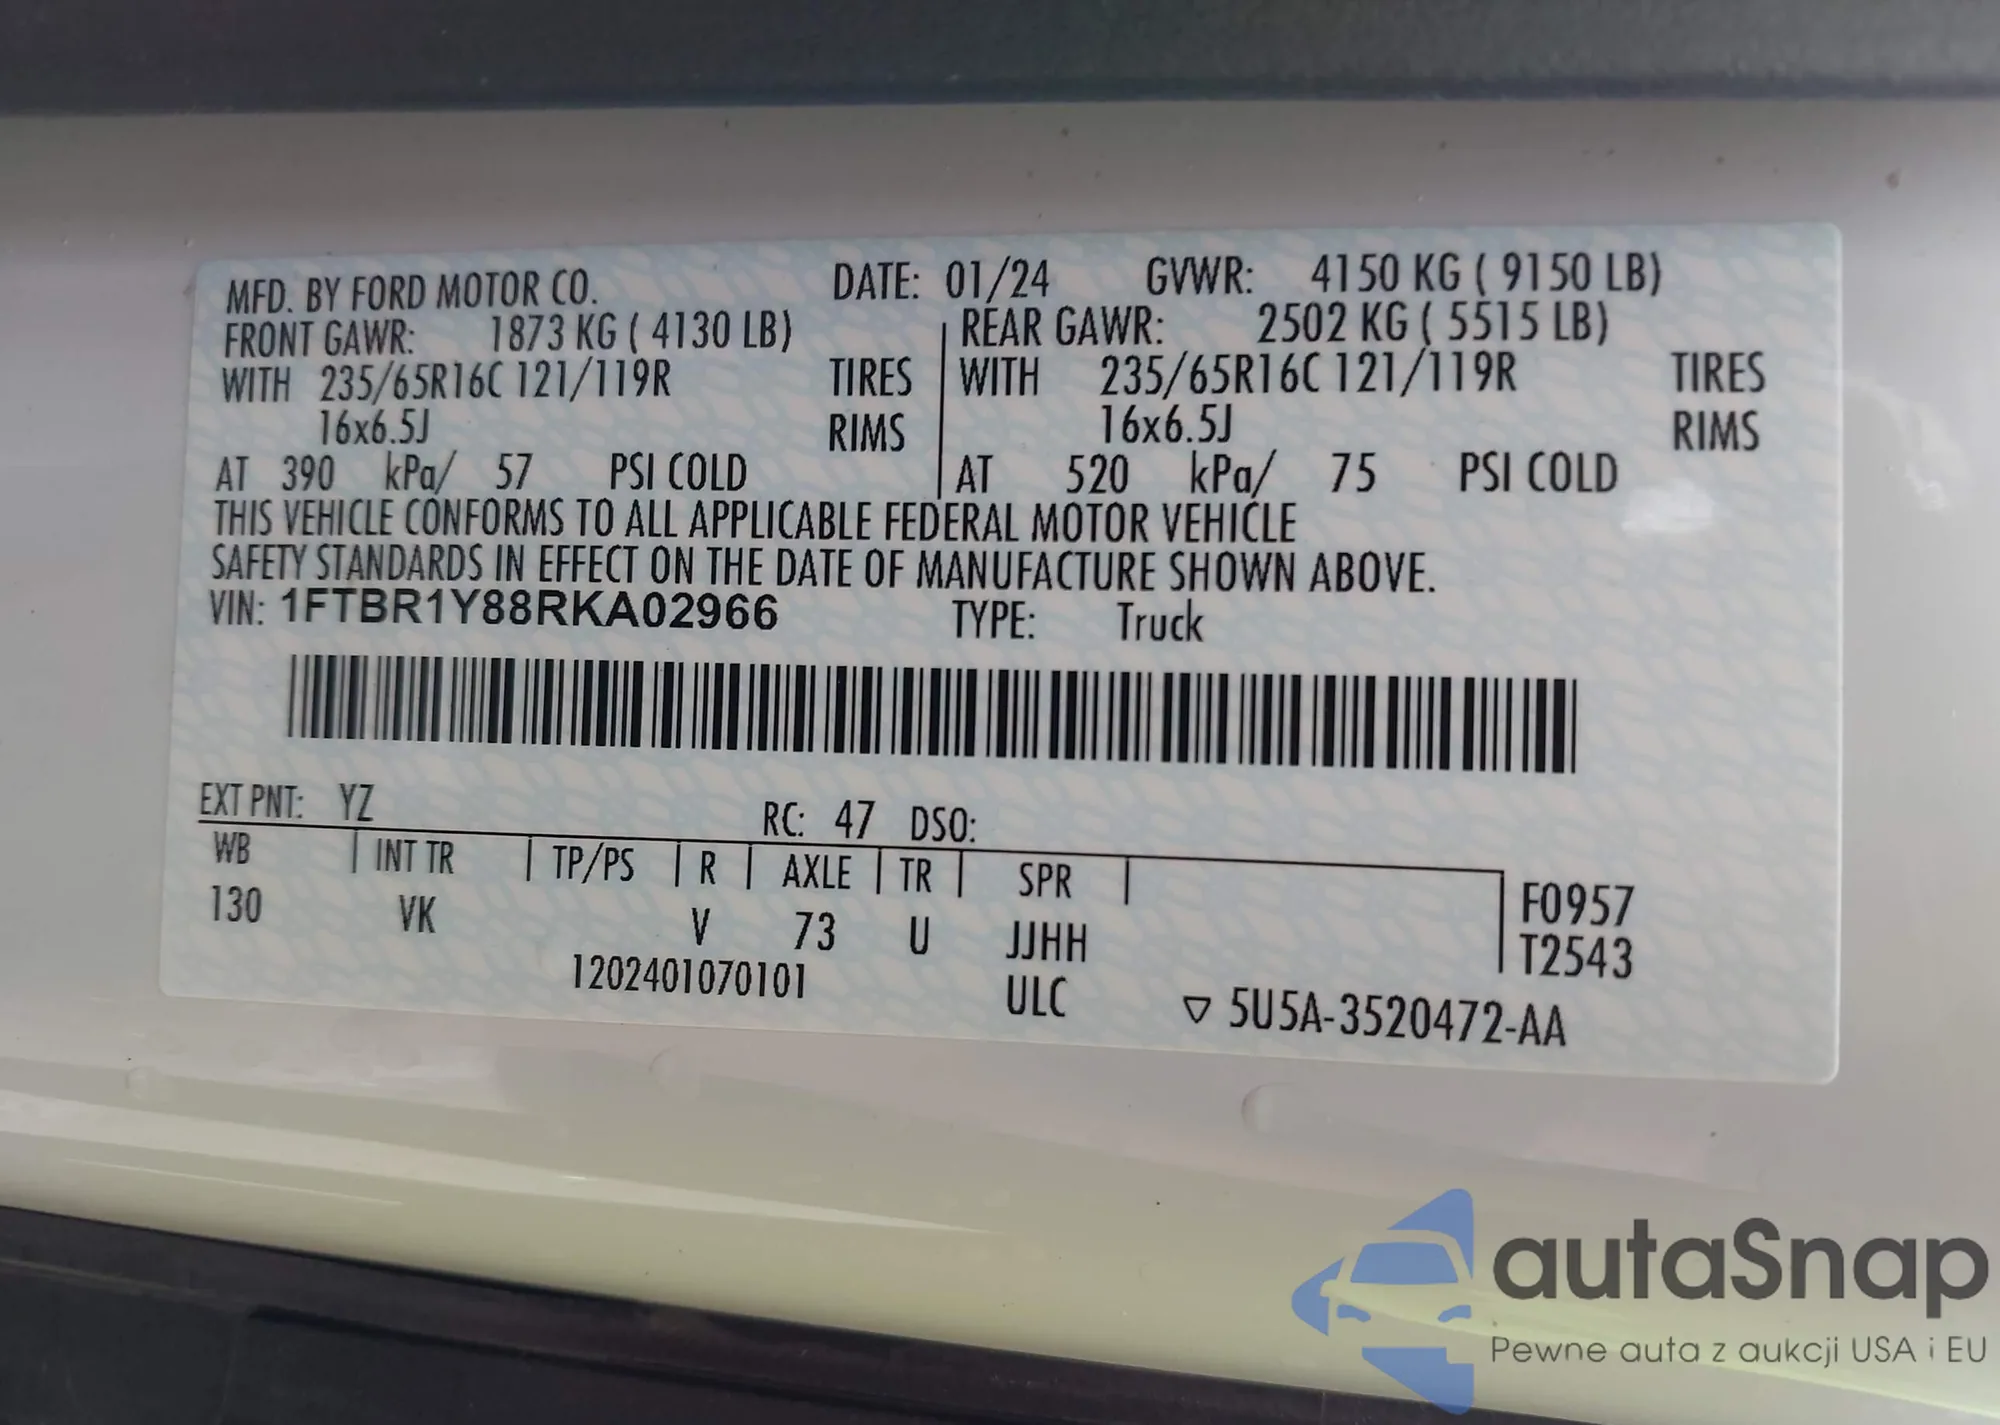 MFD. BY FORD MOTOR CO. DATE: 01/24 GVWR: 4150 KG ( 9150 LB)
FRONT GAWR: 1873 KG ( 4130 LB) REAR GAWR: 2502 KG ( 5515 LB)
WITH 235/65R16C 121/119R TIRES WITH 235/65R16C 121/119R TIRES
16x6.5J RIMS 16x6.5J RIMS
AT 390 kPa/ 57 PSI COLD AT 520 kPa/ 75 PSI COLD
THIS VEHICLE CONFORMS TO ALL APPLICABLE FEDERAL MOTOR VEHICLE
SAFETY STANDARDS IN EFFECT ON THE DATE OF MANUFACTURE SHOWN ABOVE.
VIN: 1FTBR1Y88RKA02966 TYPE: Truck
EXT PNT: YZ RC: 47 DSO:
WB INT TR TP/PS R AXLE TR SPR
130 VK V 73 U JJHH
F0957
T2543
1202401070101 ULC ▽ 5U5A-3520472-AA
autaSnap
Pewne auta z aukcji USA i EU